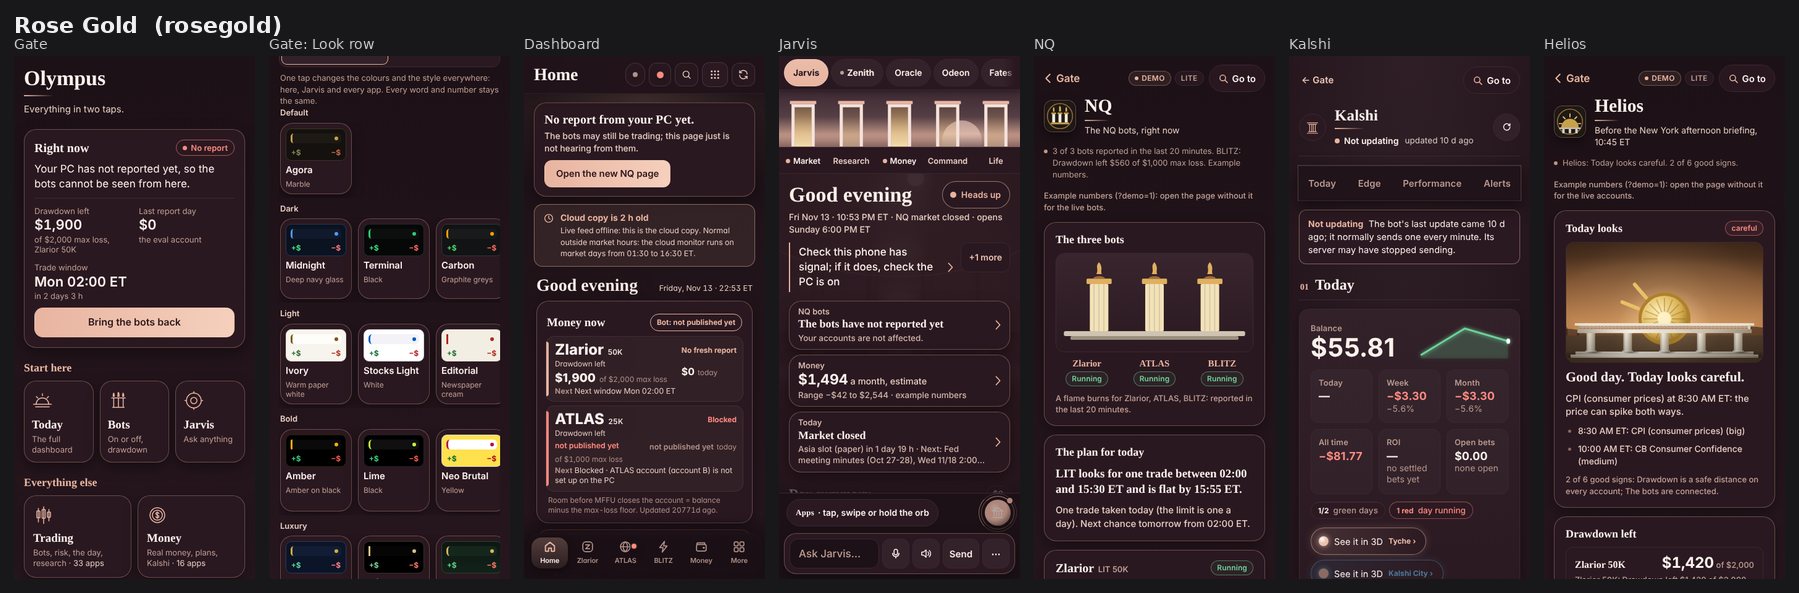 Rose Gold (rosegold)
Gate
Olympus
Everything in two taps.
Right now
No report
Your PC has not reported yet, so the
bots cannot be seen from here.
Drawdown left
Last report day
$1,900
$0
of $2,000 max loss,
Zlarior 50K
the eval account
Trade window
Mon 02:00 ET
in 2 days 3 h
Bring the bots back
Start here
Today
The full
dashboard
Bots
On or off,
drawdown
Jarvis
Ask anything
Everything else
Trading
Bots, risk, the day,
research · 33 apps
Money
Real money, plans,
Kalshi · 16 apps
Gate: Look row
One tap changes the colours and the style everywhere:
here, Jarvis and every app. Every word and number stays
the same.
Default
+$
-$
Agora
Marble
Dark
+$ -$
+$ -$
+$ -$
Midnight
Terminal
Carbon
Deep navy glass
Black
Graphite greys
Light
+$ -$
+$ -$
+$ -$
Ivory
Stocks Light
Editorial
Warm paper
white
White
Newspaper
cream
Bold
+$ -$
+$ -$
+$ -$
Amber
Lime
Neo Brutal
Amber on black
Black
Yellow
Luxury
+$ -$
+$ -$
+$ -$
Dashboard
Home
No report from your PC yet.
The bots may still be trading; this page just is
not hearing from them.
Open the new NQ page
Cloud copy is 2 h old
Live feed offline: this is the cloud copy. Normal
outside market hours: the cloud monitor runs on
market days from 01:30 to 16:30 ET.
Good evening
Friday, Nov 13 · 22:53 ET
Money now
Bot: not published yet
Zlarior 50K
No fresh report
Drawdown left
$1,900 of $2,000 max loss
$0 today
Next Next window Mon 02:00 ET
ATLAS 25K
Blocked
Drawdown left
not published yet
not published yet today
of $1,000 max loss
Next Blocked · ATLAS account (account B) is not
set up on the PC
Room before MFFU closes the account = balance
minus the max-loss floor. Updated 20771d ago.
Home
Zlarior
ATLAS
BLITZ
Money
More
Jarvis
Jarvis
Zenith
Oracle
Odeon
Fates
Market
Research
Money
Command
Life
Good evening
Heads up
Fri Nov 13 · 10:53 PM ET · NQ market closed · opens
Sunday 6:00 PM ET
Check this phone has
signal; if it does, check the
PC is on
+1 more
NQ bots
The bots have not reported yet
Your accounts are not affected.
Money
$1,494 a month, estimate
Range −$42 to $2,544 · example numbers
Today
Market closed
Asia slot (paper) in 1 day 19 h · Next: Fed
meeting minutes (Oct 27-28), Wed 11/18 2:00...
Apps · tap, swipe or hold the orb
Ask Jarvis...
Send
NQ
Gate
DEMO
LITE
Go to
NQ
The NQ bots, right now
3 of 3 bots reported in the last 20 minutes. BLITZ:
Drawdown left $560 of $1,000 max loss. Example
numbers.
Example numbers (?demo=1): open the page without it
for the live bots.
The three bots
Zlarior
ATLAS
BLITZ
Running
Running
Running
A flame burns for Zlarior, ATLAS, BLITZ: reported in
the last 20 minutes.
The plan for today
LIT looks for one trade between 02:00
and 15:30 ET and is flat by 15:55 ET.
One trade taken today (the limit is one a
day). Next chance tomorrow from 02:00 ET.
Zlarior LIT 50K
Running
Kalshi
Gate
Go to
Kalshi
Not updating updated 10 d ago
Today
Edge
Performance
Alerts
Not updating The bot's last update came 10 d
ago; it normally sends one every minute. Its
server may have stopped sending.
01 Today
Balance
$55.81
Today
—
Week
−$3.30
−5.6%
Month
−$3.30
−5.6%
All time
−$81.77
ROI
—
no settled
bets yet
Open bets
$0.00
none open
1/2 green days
1 red day running
See it in 3D Tyche ›
See it in 3D Kalshi City ›
Helios
Gate
DEMO
LITE
Go to
Helios
Before the New York afternoon briefing,
10:45 ET
Helios: Today looks careful. 2 of 6 good signs.
Example numbers (?demo=1): open the page without it
for the live accounts.
Today looks
careful
Good day. Today looks careful.
CPI (consumer prices) at 8:30 AM ET: the
price can spike both ways.
8:30 AM ET: CPI (consumer prices) (big)
10:00 AM ET: CB Consumer Confidence
(medium)
2 of 6 good signs: Drawdown is a safe distance on
every account; The bots are connected.
Drawdown left
Zlarior 50K
$1,420 of $2,000